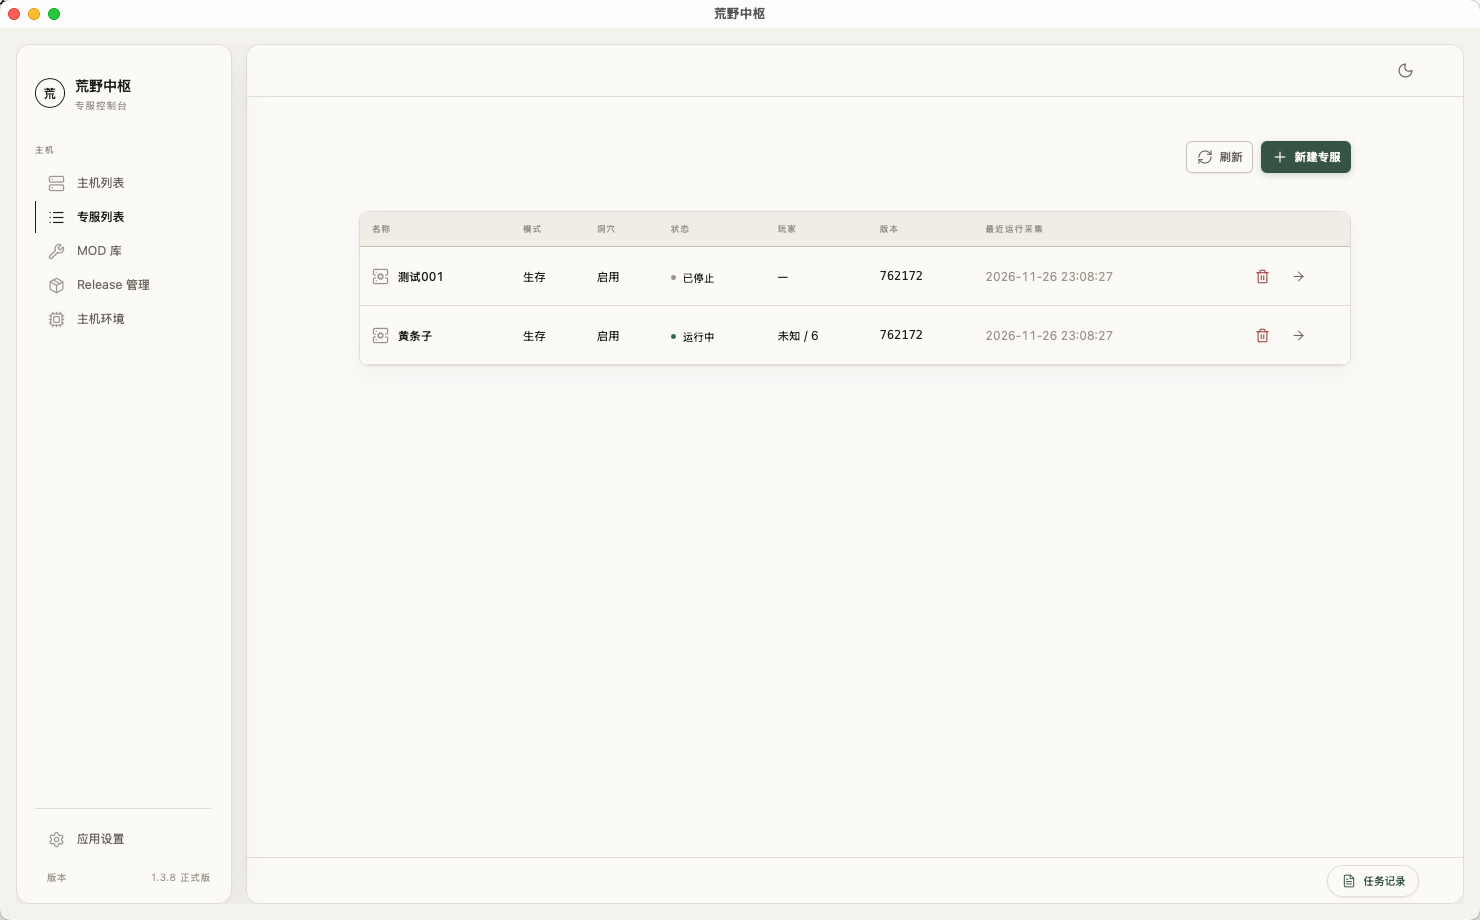 荒野中枢
荒
荒野中枢
专服控制台
主机
主机列表
专服列表
MOD 库
Release 管理
主机环境
应用设置
版本 1.3.8 正式版
刷新
新建专服
名称 模式 洞穴 状态 玩家 版本 最近运行采集
测试001 生存 启用 已停止 — 762172 2026-11-26 23:08:27
黄条子 生存 启用 运行中 未知 / 6 762172 2026-11-26 23:08:27
任务记录